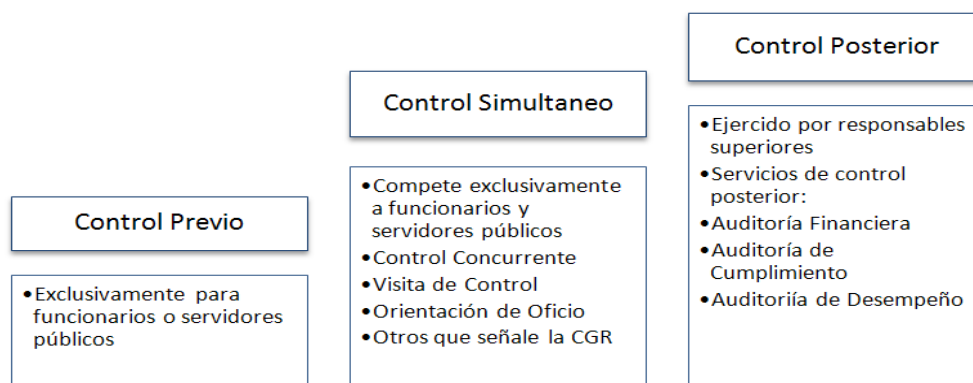 Control Previo
•Exclusivamente para
funcionarios o servidores
públicos
Control Simultaneo
•Compete exclusivamente
a funcionarios y
servidores públicos
•Control Concurrente
•Visita de Control
•Orientación de Oficio
•Otros que señale la CGR
Control Posterior
•Ejercido por responsables
superiores
•Servicios de control
posterior:
•Auditoría Financiera
•Auditoría de
Cumplimiento
•Auditoriía de Desempeño